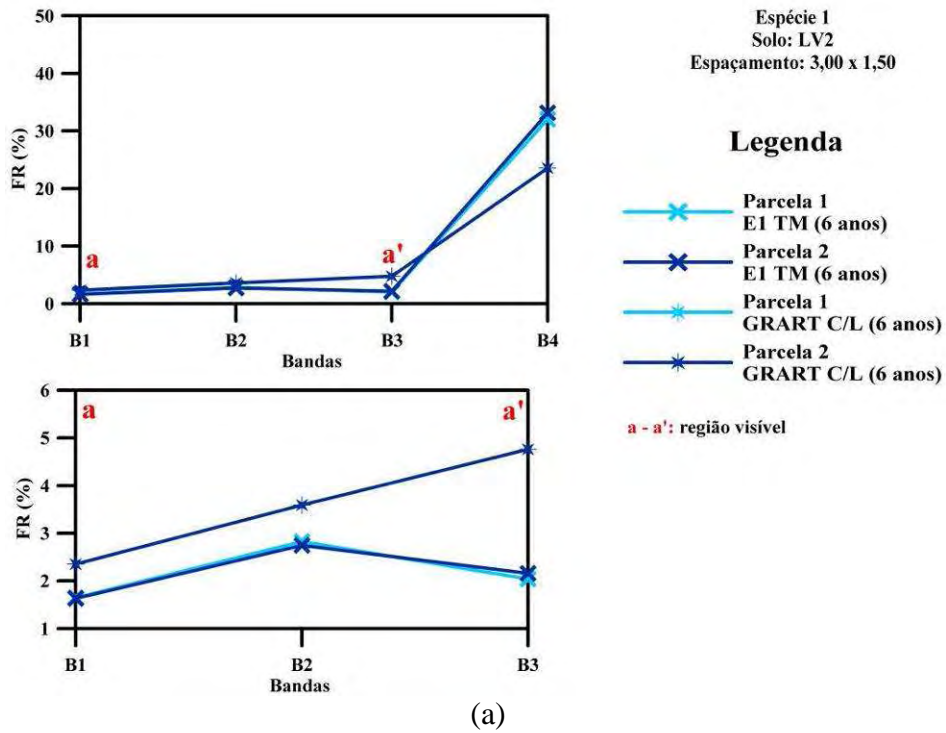 Espécie 1
Solo: LV2
Espaçamento: 3,00 x 1,50
50
40
30
20
10
0
FR (%)
a
a'
B1
B2
B3
B4
Bandas
Legenda
Parcela 1
E1 TM (6 anos)
Parcela 2
E1 TM (6 anos)
Parcela 1
GRART C/L (6 anos)
Parcela 2
GRART C/L (6 anos)
a - a': região visível
6
5
4
3
2
1
FR (%)
a
a'
B1
B2
B3
Bandas
(a)